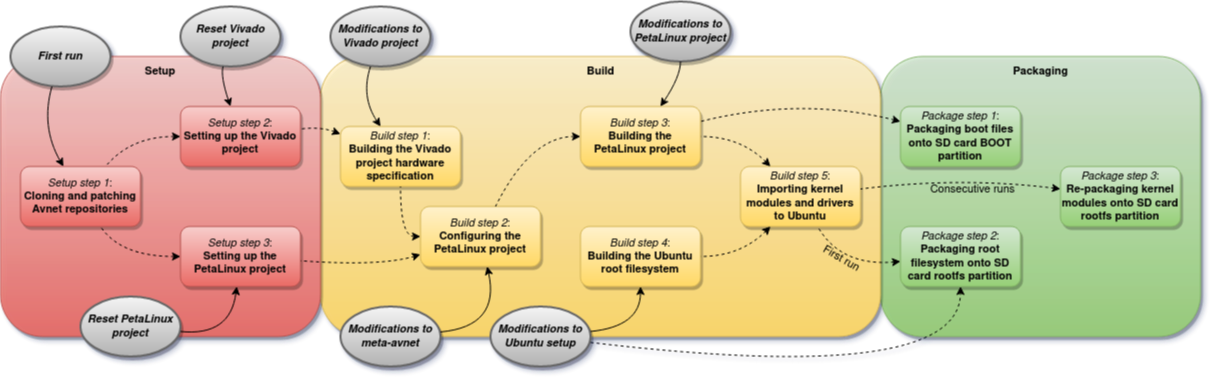 First run
Reset Vivado
project
Modifications to
Vivado project
Modifications to
PetaLinux project
Setup
Setup step 2:
Setting up the Vivado
project
Setup step 1:
Cloning and patching
Avnet repositories
Setup step 3:
Setting up the
PetaLinux project
Reset PetaLinux
project
Build
Build step 1:
Building the Vivado
project hardware
specification
Build step 2:
Configuring the
PetaLinux project
Build step 3:
Building the
PetaLinux project
Build step 5:
Importing kernel
modules and drivers
to Ubuntu
Build step 4:
Building the Ubuntu
root filesystem
Modifications to
meta-avnet
Modifications to
Ubuntu setup
Packaging
Package step 1:
Packaging boot files
onto SD card BOOT
partition
Consecutive runs
Package step 3:
Re-packaging kernel
modules onto SD card
rootfs partition
First run
Package step 2:
Packaging root
filesystem onto SD
card rootfs partition